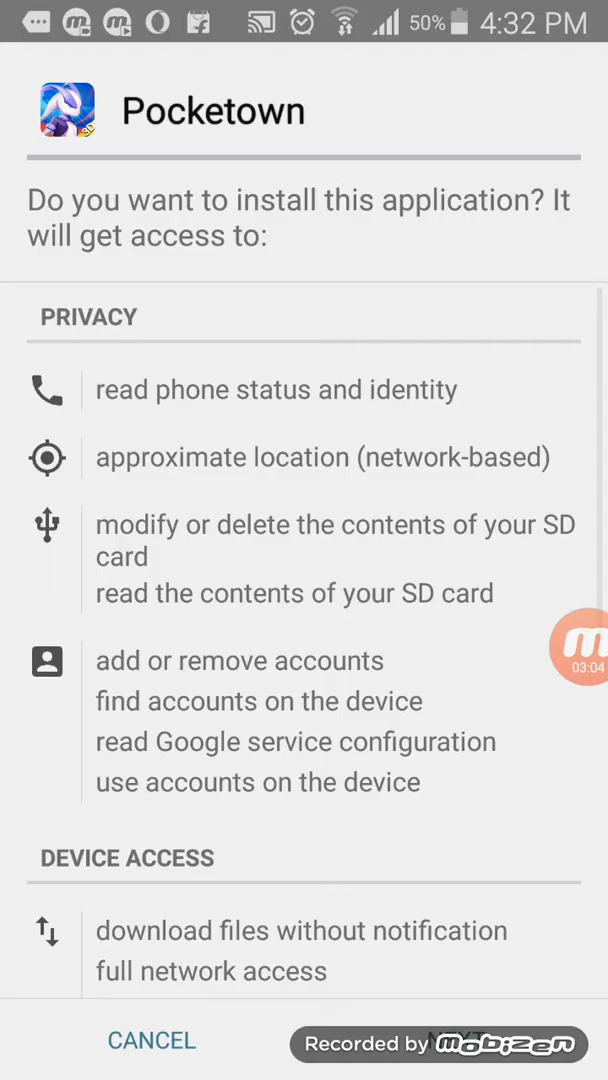 50% 4:32 PM
Pocketown
Do you want to install this application? It
will get access to:
PRIVACY
read phone status and identity
approximate location (network-based)
modify or delete the contents of your SD
card
read the contents of your SD card
03:04
add or remove accounts
find accounts on the device
read Google service configuration
use accounts on the device
DEVICE ACCESS
download files without notification
full network access
CANCEL
NEXT
Recorded by mobizen